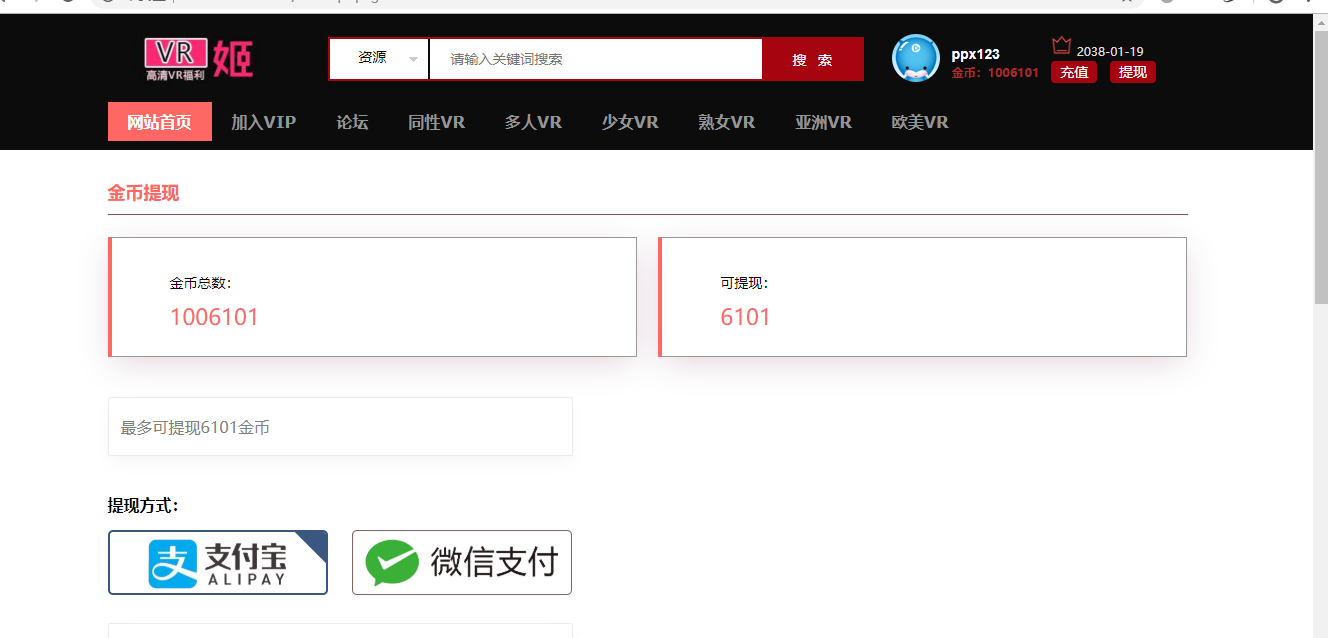 VR 姬
高清VR福利
资源
请输入关键词搜索
搜 索
ppx123
金币：1006101
2038-01-19
充值
提现
网站首页 加入VIP 论坛 同性VR 多人VR 少女VR 熟女VR 亚洲VR 欧美VR
金币提现
金币总数：
1006101
可提现：
6101
最多可提现6101金币
提现方式：
支付宝
ALIPAY
微信支付